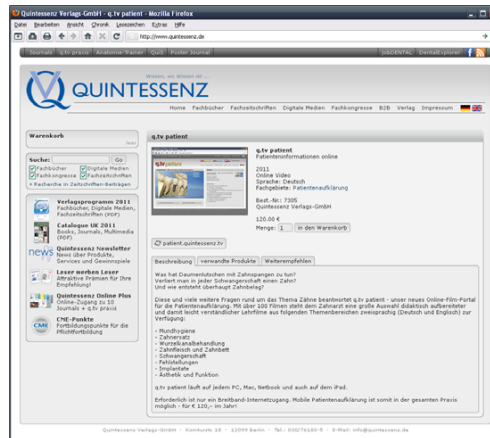 Quintessenz Verlags-GmbH - q.tv patient - Mozilla Firefox
Datei Bearbeiten Ansicht Chronik Lesezeichen Extras Hilfe
http://www.quintessenz.de
Journals q.tv praxis Anatomie-Trainer QuiS Poster Journal jobDENTAL DentalExplorer
Wissen, wo Wissen ist ...
QUINTESSENZ
Home Fachbücher Fachzeitschriften Digitale Medien Fachkongresse B2B Verlag Impressum
Warenkorb
leer
Suche: Go
Fachbücher Digitale Medien
Fachkongresse Fachzeitschriften
» Recherche in Zeitschriften-Beiträgen
Verlagsprogramm 2011
Fachbücher, Digitale Medien,
Fachzeitschriften (PDF)
Catalogue UK 2011
Books, Journals, Multimedia
(PDF)
news
Quintessenz Newsletter
News über Produkte,
Services und Gewinnspiele
Leser werben Leser
Attraktive Prämien für Ihre
Empfehlung!
Quintessenz Online Plus
Online-Zugang zu 10
Journals + q.tv praxis
CME
CME-Punkte
Fortbildungspunkte für die
Pflichtfortbildung
q.tv patient
q.tv patient
Patienteninformationen online
2011
Online Video
Sprache: Deutsch
Fachgebiete: Patientenaufklärung
Best.-Nr.: 7305
Quintessenz Verlags-GmbH
120.00 €
Menge: 1 in den Warenkorb
patient.quintessenz.tv
Beschreibung verwandte Produkte Weiterempfehlen
Was hat Daumenlutschen mit Zahnspangen zu tun?
Verliert man in jeder Schwangerschaft einen Zahn?
Und wie entsteht überhaupt Zahnbelag?
Diese und viele weitere Fragen rund um das Thema Zähne beantwortet q.tv patient - unser neues Online-Film-Portal
für die Patientenaufklärung. Mit über 100 Filmen steht dem Zahnarzt eine große Auswahl didaktisch aufbereiteter
und damit leicht verständlicher Lehrfilme aus folgenden Themenbereichen zweisprachig (Deutsch und Englisch) zur
Verfügung:
- Mundhygiene
- Zahnersatz
- Wurzelkanalbehandlung
- Zahnfleisch und Zahnbett
- Schwangerschaft
- Fehlstellungen
- Implantate
- Ästhetik und Funktion
q.tv patient läuft auf jedem PC, Mac, Netbook und auch auf dem iPad.
Erforderlich ist nur ein Breitband-Internetzugang. Mobile Patientenaufklärung ist somit in der gesamten Praxis
möglich - für € 120,- im Jahr!
Quintessenz Verlags-GmbH - Komturstr. 18 - 12099 Berlin - Tel.: 030/76180-5 - E-Mail: info@quintessenz.de